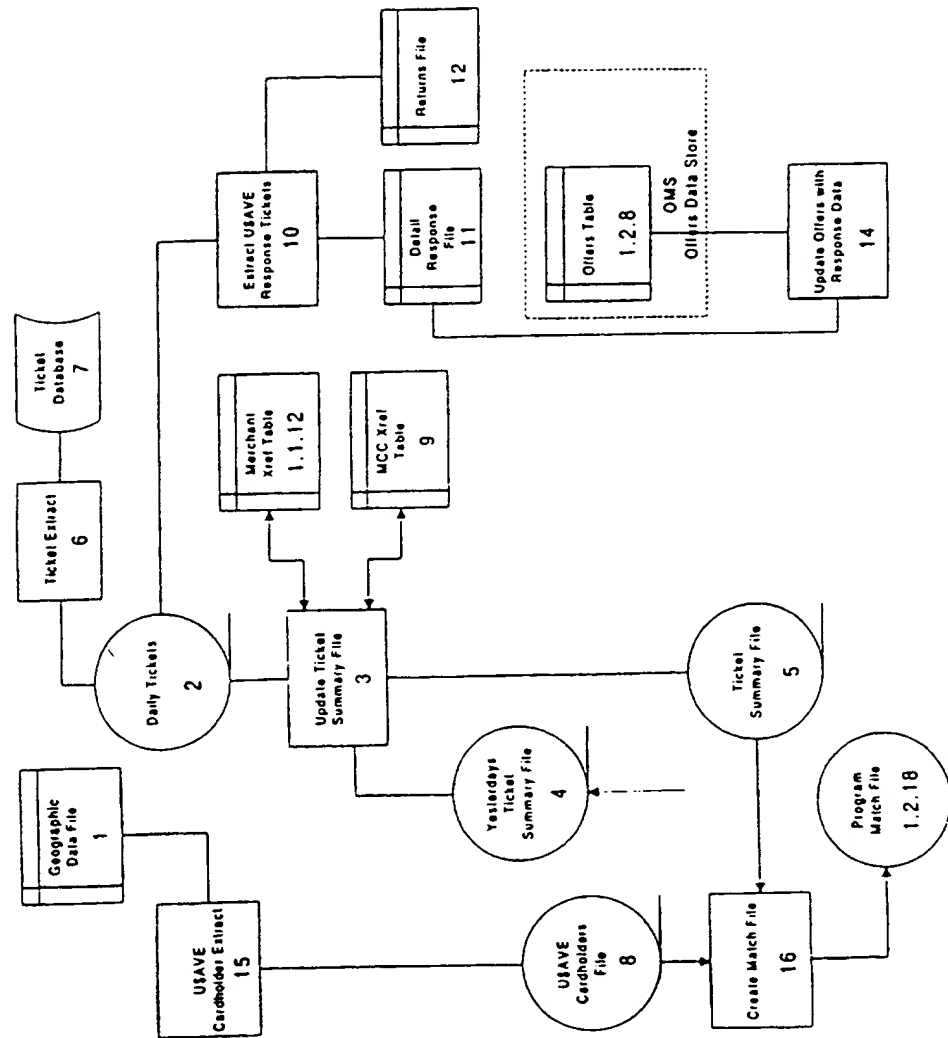 Geographic
Data File
1
USAVE
Cardholder Extract
15
USAVE
Cardholders
File
8
Create Match File
16
Program
Match File
1.2.18
Ticket
Database
7
Ticket Extract
6
Daily Tickets
2
Update Ticket
Summary File
3
Yesterdays
Ticket
Summary File
4
Ticket
Summary File
5
Merchant
Xref Table
1.1.12
MCC Xref
Table
9
Extract USAVE
Response Tickets
10
Returns File
12
Detail
Response
File
11
Offers Table
1.2.8
OMS
Offers Data Store
Update Offers with
Response Data
14